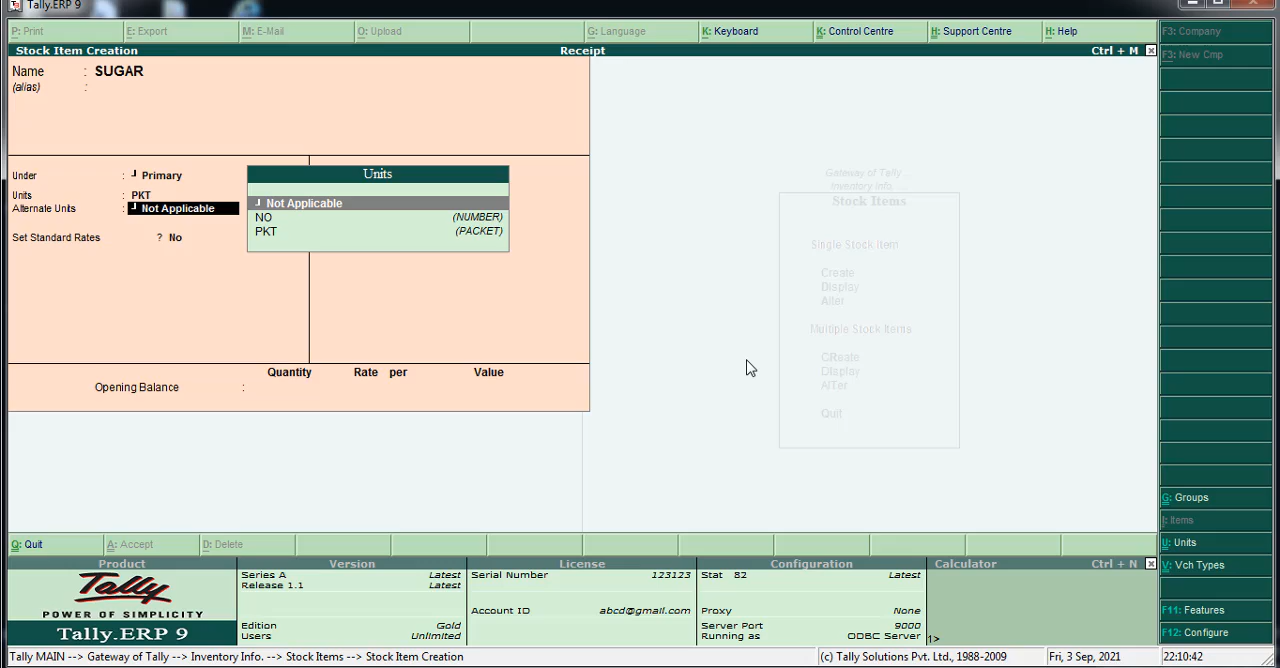 Tally.ERP 9
P: Print
E: Export
M: E-Mail
O: Upload
G: Language
K: Keyboard
K: Control Centre
H: Support Centre
H: Help
F3: Company
F3: New Cmp
Stock Item Creation
Receipt
Ctrl + M
Name : SUGAR
(alias) :
Under : ┘ Primary
Units : PKT
Alternate Units : ┘ Not Applicable
Set Standard Rates ? No
Units
┘ Not Applicable
NO (NUMBER)
PKT (PACKET)
Quantity Rate per Value
Opening Balance :
Gateway of Tally ...
Inventory Info. ...
Stock Items
Single Stock Item
Create
Display
Alter
Multiple Stock Items
CReate
DIsplay
AlTer
Quit
G: Groups
I: Items
U: Units
V: Vch Types
F11: Features
F12: Configure
Q: Quit
A: Accept
D: Delete
Product
Tally
POWER OF SIMPLICITY
Tally.ERP 9
Version
Series A Latest
Release 1.1 Latest
Edition Gold
Users Unlimited
License
Serial Number 123123
Account ID abcd@gmail.com
Configuration
Stat 82 Latest
Proxy None
Server Port 9000
Running as ODBC Server
Calculator Ctrl + N
1>
Tally MAIN --> Gateway of Tally --> Inventory Info. --> Stock Items --> Stock Item Creation
(c) Tally Solutions Pvt. Ltd., 1988-2009
Fri, 3 Sep, 2021
22:10:42